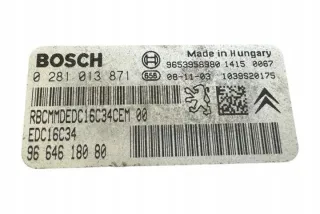 BOSCH
Made in Hungary
9653958980 1415 0067
0 281 013 871
656 08-11-03 1039S20175
RBCMMDEDC16C34CEM 00
EDC16C34
96 646 180 80